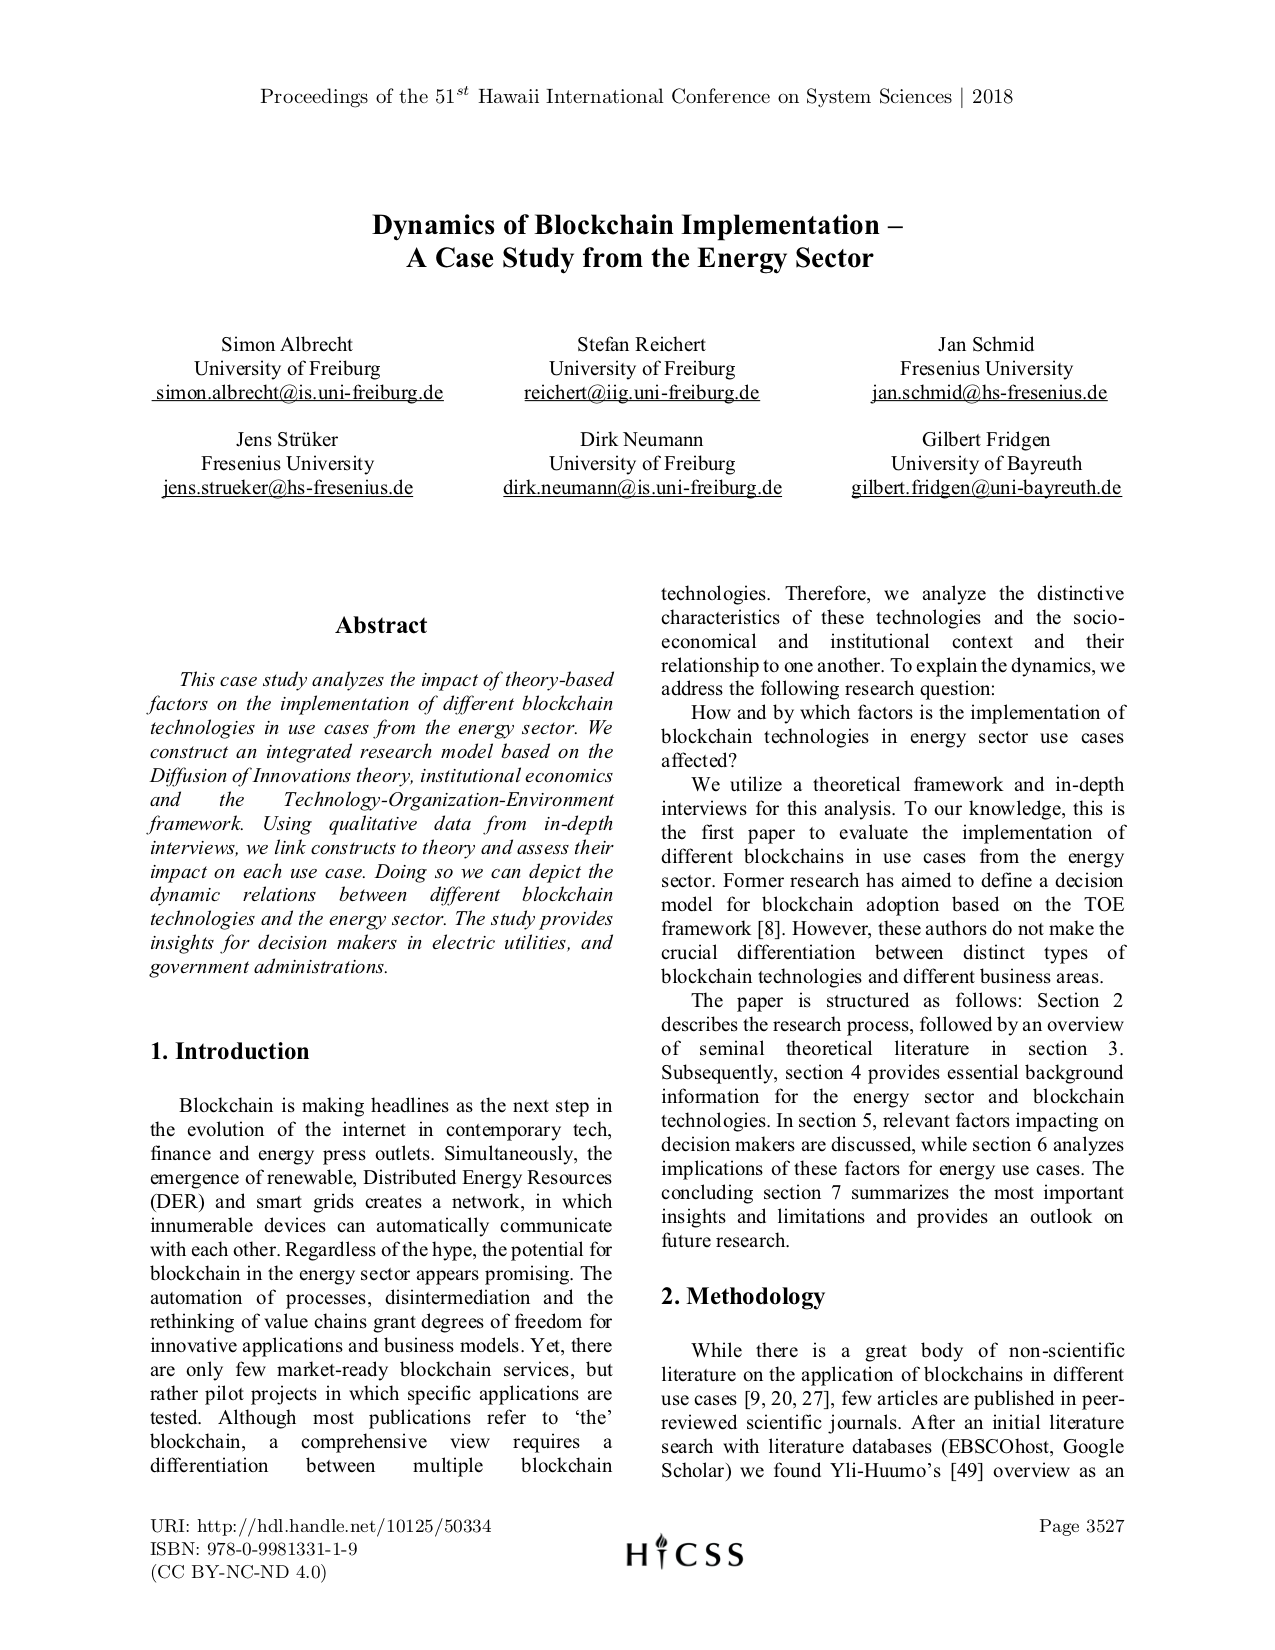 Proceedings of the 51st Hawaii International Conference on System Sciences | 2018
Dynamics of Blockchain Implementation –
A Case Study from the Energy Sector
Simon Albrecht
University of Freiburg
simon.albrecht@is.uni-freiburg.de
Stefan Reichert
University of Freiburg
reichert@iig.uni-freiburg.de
Jan Schmid
Fresenius University
jan.schmid@hs-fresenius.de
Jens Strüker
Fresenius University
jens.strueker@hs-fresenius.de
Dirk Neumann
University of Freiburg
dirk.neumann@is.uni-freiburg.de
Gilbert Fridgen
University of Bayreuth
gilbert.fridgen@uni-bayreuth.de
Abstract
This case study analyzes the impact of theory-based
factors on the implementation of different blockchain
technologies in use cases from the energy sector. We
construct an integrated research model based on the
Diffusion of Innovations theory, institutional economics
and the Technology-Organization-Environment
framework. Using qualitative data from in-depth
interviews, we link constructs to theory and assess their
impact on each use case. Doing so we can depict the
dynamic relations between different blockchain
technologies and the energy sector. The study provides
insights for decision makers in electric utilities, and
government administrations.
1. Introduction
Blockchain is making headlines as the next step in
the evolution of the internet in contemporary tech,
finance and energy press outlets. Simultaneously, the
emergence of renewable, Distributed Energy Resources
(DER) and smart grids creates a network, in which
innumerable devices can automatically communicate
with each other. Regardless of the hype, the potential for
blockchain in the energy sector appears promising. The
automation of processes, disintermediation and the
rethinking of value chains grant degrees of freedom for
innovative applications and business models. Yet, there
are only few market-ready blockchain services, but
rather pilot projects in which specific applications are
tested. Although most publications refer to ‘the’
blockchain, a comprehensive view requires a
differentiation between multiple blockchain
technologies. Therefore, we analyze the distinctive
characteristics of these technologies and the socio-
economical and institutional context and their
relationship to one another. To explain the dynamics, we
address the following research question:
How and by which factors is the implementation of
blockchain technologies in energy sector use cases
affected?
We utilize a theoretical framework and in-depth
interviews for this analysis. To our knowledge, this is
the first paper to evaluate the implementation of
different blockchains in use cases from the energy
sector. Former research has aimed to define a decision
model for blockchain adoption based on the TOE
framework [8]. However, these authors do not make the
crucial differentiation between distinct types of
blockchain technologies and different business areas.
The paper is structured as follows: Section 2
describes the research process, followed by an overview
of seminal theoretical literature in section 3.
Subsequently, section 4 provides essential background
information for the energy sector and blockchain
technologies. In section 5, relevant factors impacting on
decision makers are discussed, while section 6 analyzes
implications of these factors for energy use cases. The
concluding section 7 summarizes the most important
insights and limitations and provides an outlook on
future research.
2. Methodology
While there is a great body of non-scientific
literature on the application of blockchains in different
use cases [9, 20, 27], few articles are published in peer-
reviewed scientific journals. After an initial literature
search with literature databases (EBSCOhost, Google
Scholar) we found Yli-Huumo’s [49] overview as an
URI: http://hdl.handle.net/10125/50334
ISBN: 978-0-9981331-1-9
(CC BY-NC-ND 4.0)
HICSS
Page 3527